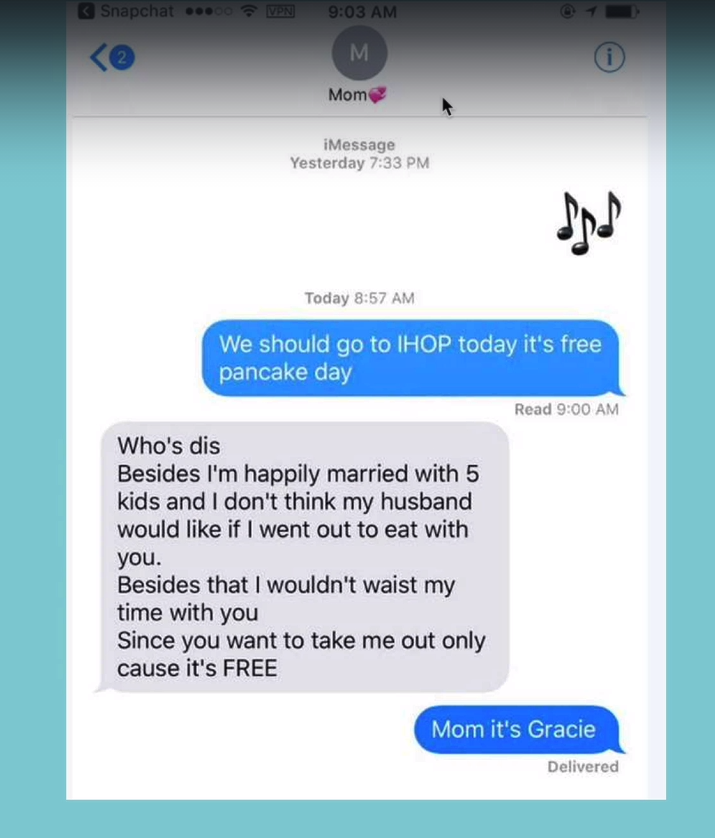 Snapchat VPN 9:03 AM
2
M
i
Mom💞
iMessage
Yesterday 7:33 PM
Today 8:57 AM
We should go to IHOP today it's free
pancake day
Read 9:00 AM
Who's dis
Besides I'm happily married with 5
kids and I don't think my husband
would like if I went out to eat with
you.
Besides that I wouldn't waist my
time with you
Since you want to take me out only
cause it's FREE
Mom it's Gracie
Delivered